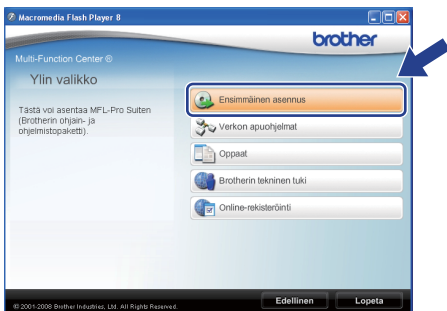 Macromedia Flash Player 8
brother
Multi-Function Center ®
Ylin valikko
Tästä voi asentaa MFL-Pro Suiten
(Brotherin ohjain- ja
ohjelmistopaketti).
Ensimmäinen asennus
Verkon apuohjelmat
Oppaat
Brotherin tekninen tuki
Online-rekisteröinti
© 2001-2008 Brother Industries, Ltd. All Rights Reserved.
Edellinen
Lopeta